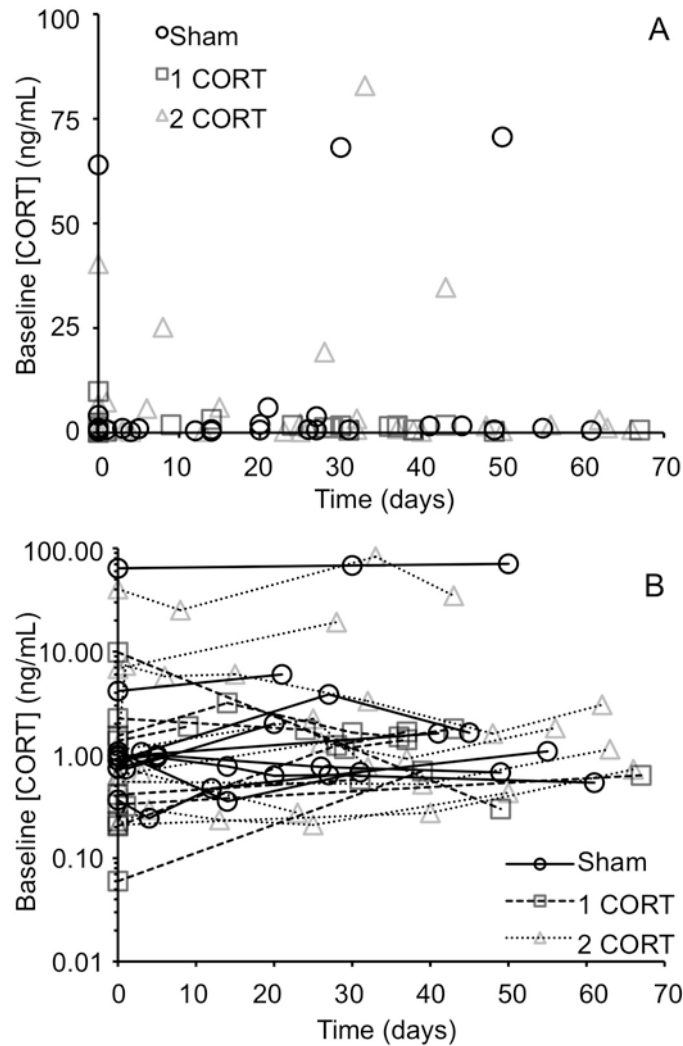 100
A
Sham
1 CORT
75
2 CORT
50
25
0
Baseline [CORT] (ng/mL)
0 10 20 30 40 50 60 70
Time (days)
100.00
B
10.00
1.00
0.10
0.01
Baseline [CORT] (ng/mL)
Sham
1 CORT
2 CORT
0 10 20 30 40 50 60 70
Time (days)